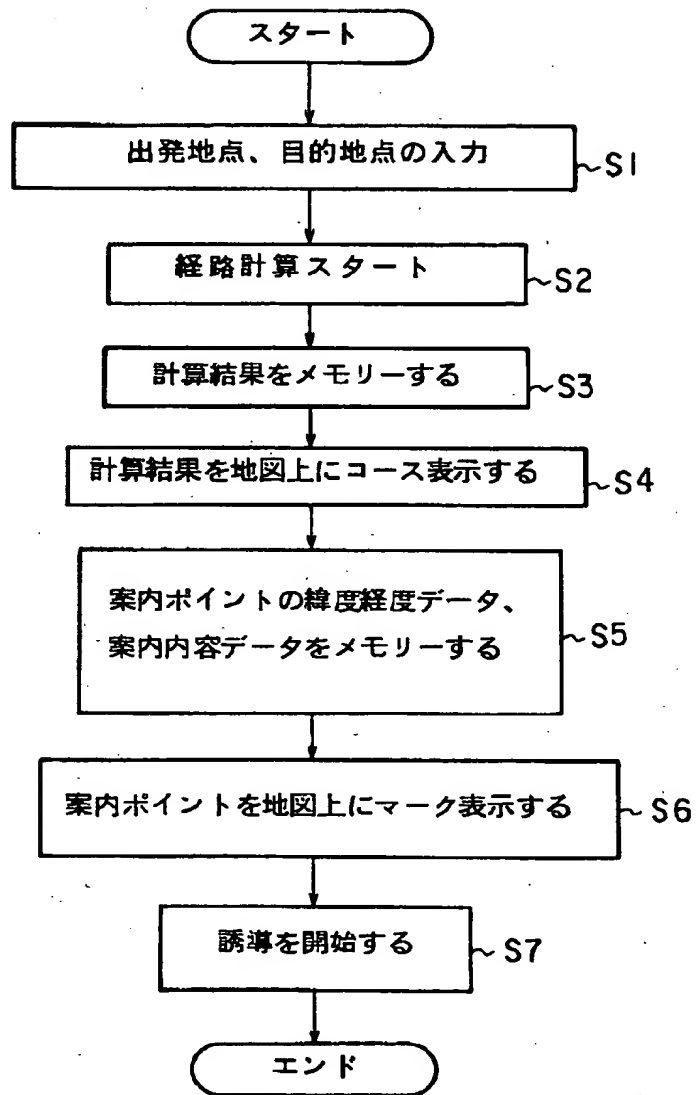 スタート
出発地点、目的地点の入力
S1
経路計算スタート
S2
計算結果をメモリーする
S3
計算結果を地図上にコース表示する
S4
案内ポイントの緯度経度データ、
案内内容データをメモリーする
S5
案内ポイントを地図上にマーク表示する
S6
誘導を開始する
S7
エンド